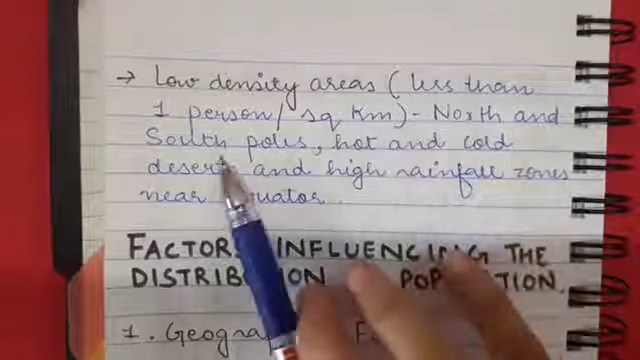 → Low density areas (less than
1 person/ sq km) - North and
South poles, hot and cold
deserts and high rainfall zones
near
FACTORS INFLUENCING THE
DISTRIBUTION
1. Geograp